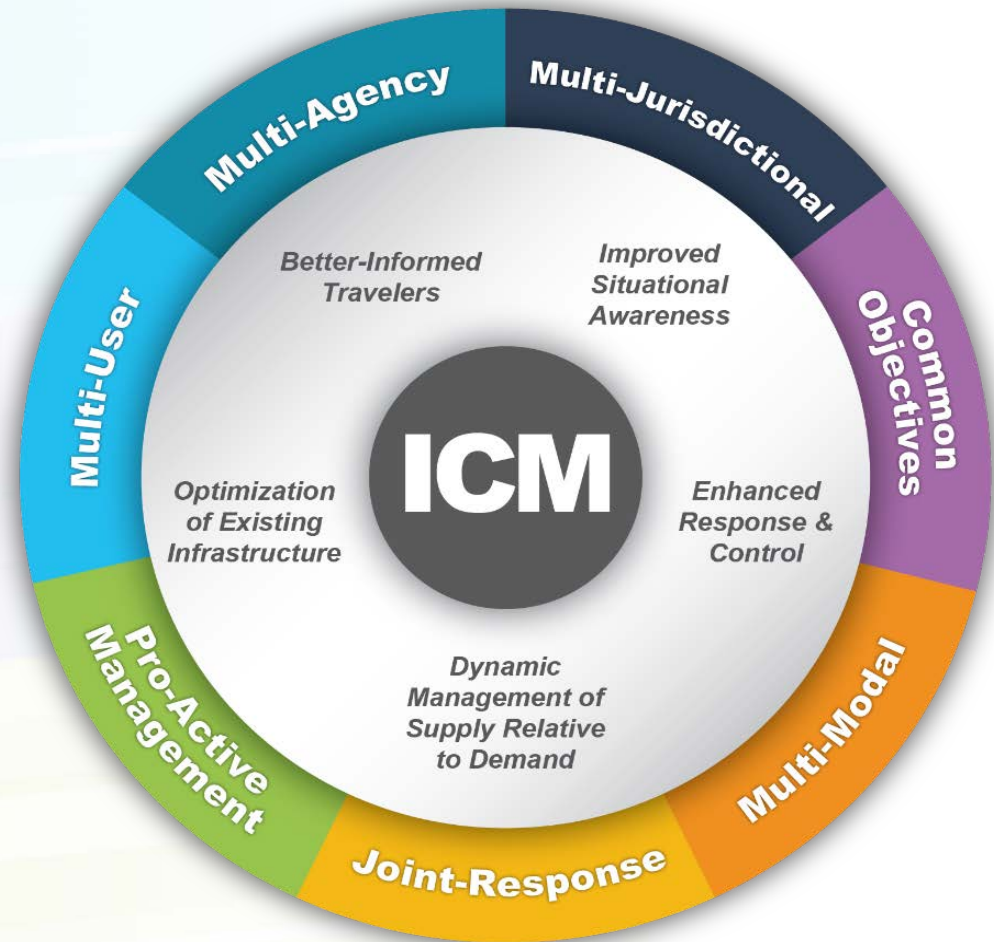 Multi-Agency
Multi-Jurisdictional
Common
Objectives
Multi-Modal
Joint-Response
Pro-Active
Management
Multi-User
Better-Informed
Travelers
Improved
Situational
Awareness
Enhanced
Response &
Control
Dynamic
Management of
Supply Relative
to Demand
Optimization
of Existing
Infrastructure
ICM